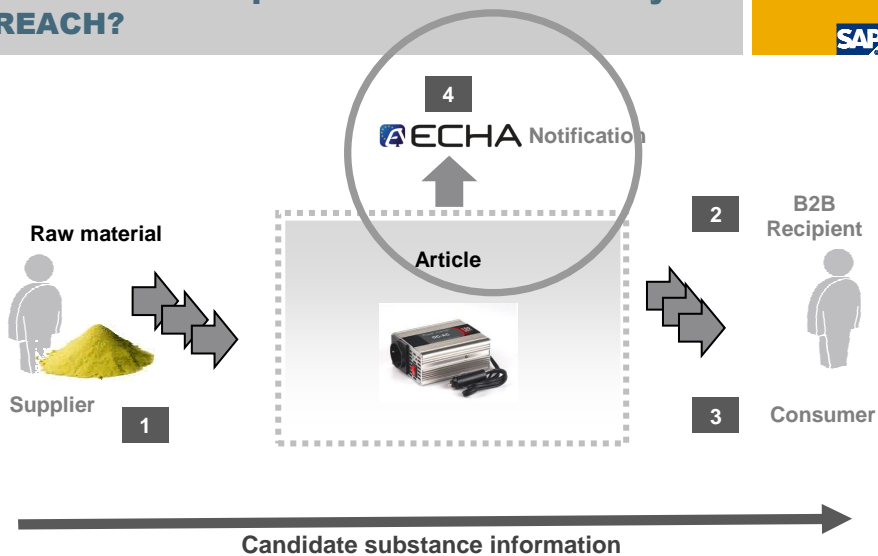 REACH?
SAP
4
ECHA Notification
2
B2B
Recipient
Raw material
Article
Supplier
1
3
Consumer
Candidate substance information